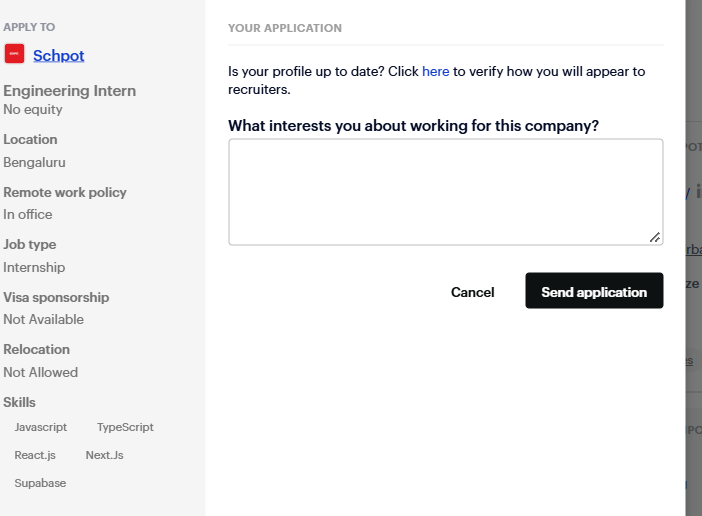 APPLY TO
Schpot
Engineering Intern
No equity
Location
Bengaluru
Remote work policy
In office
Job type
Internship
Visa sponsorship
Not Available
Relocation
Not Allowed
Skills
Javascript TypeScript
React.js Next.Js
Supabase
YOUR APPLICATION
Is your profile up to date? Click here to verify how you will appear to
recruiters.
What interests you about working for this company?
Cancel Send application